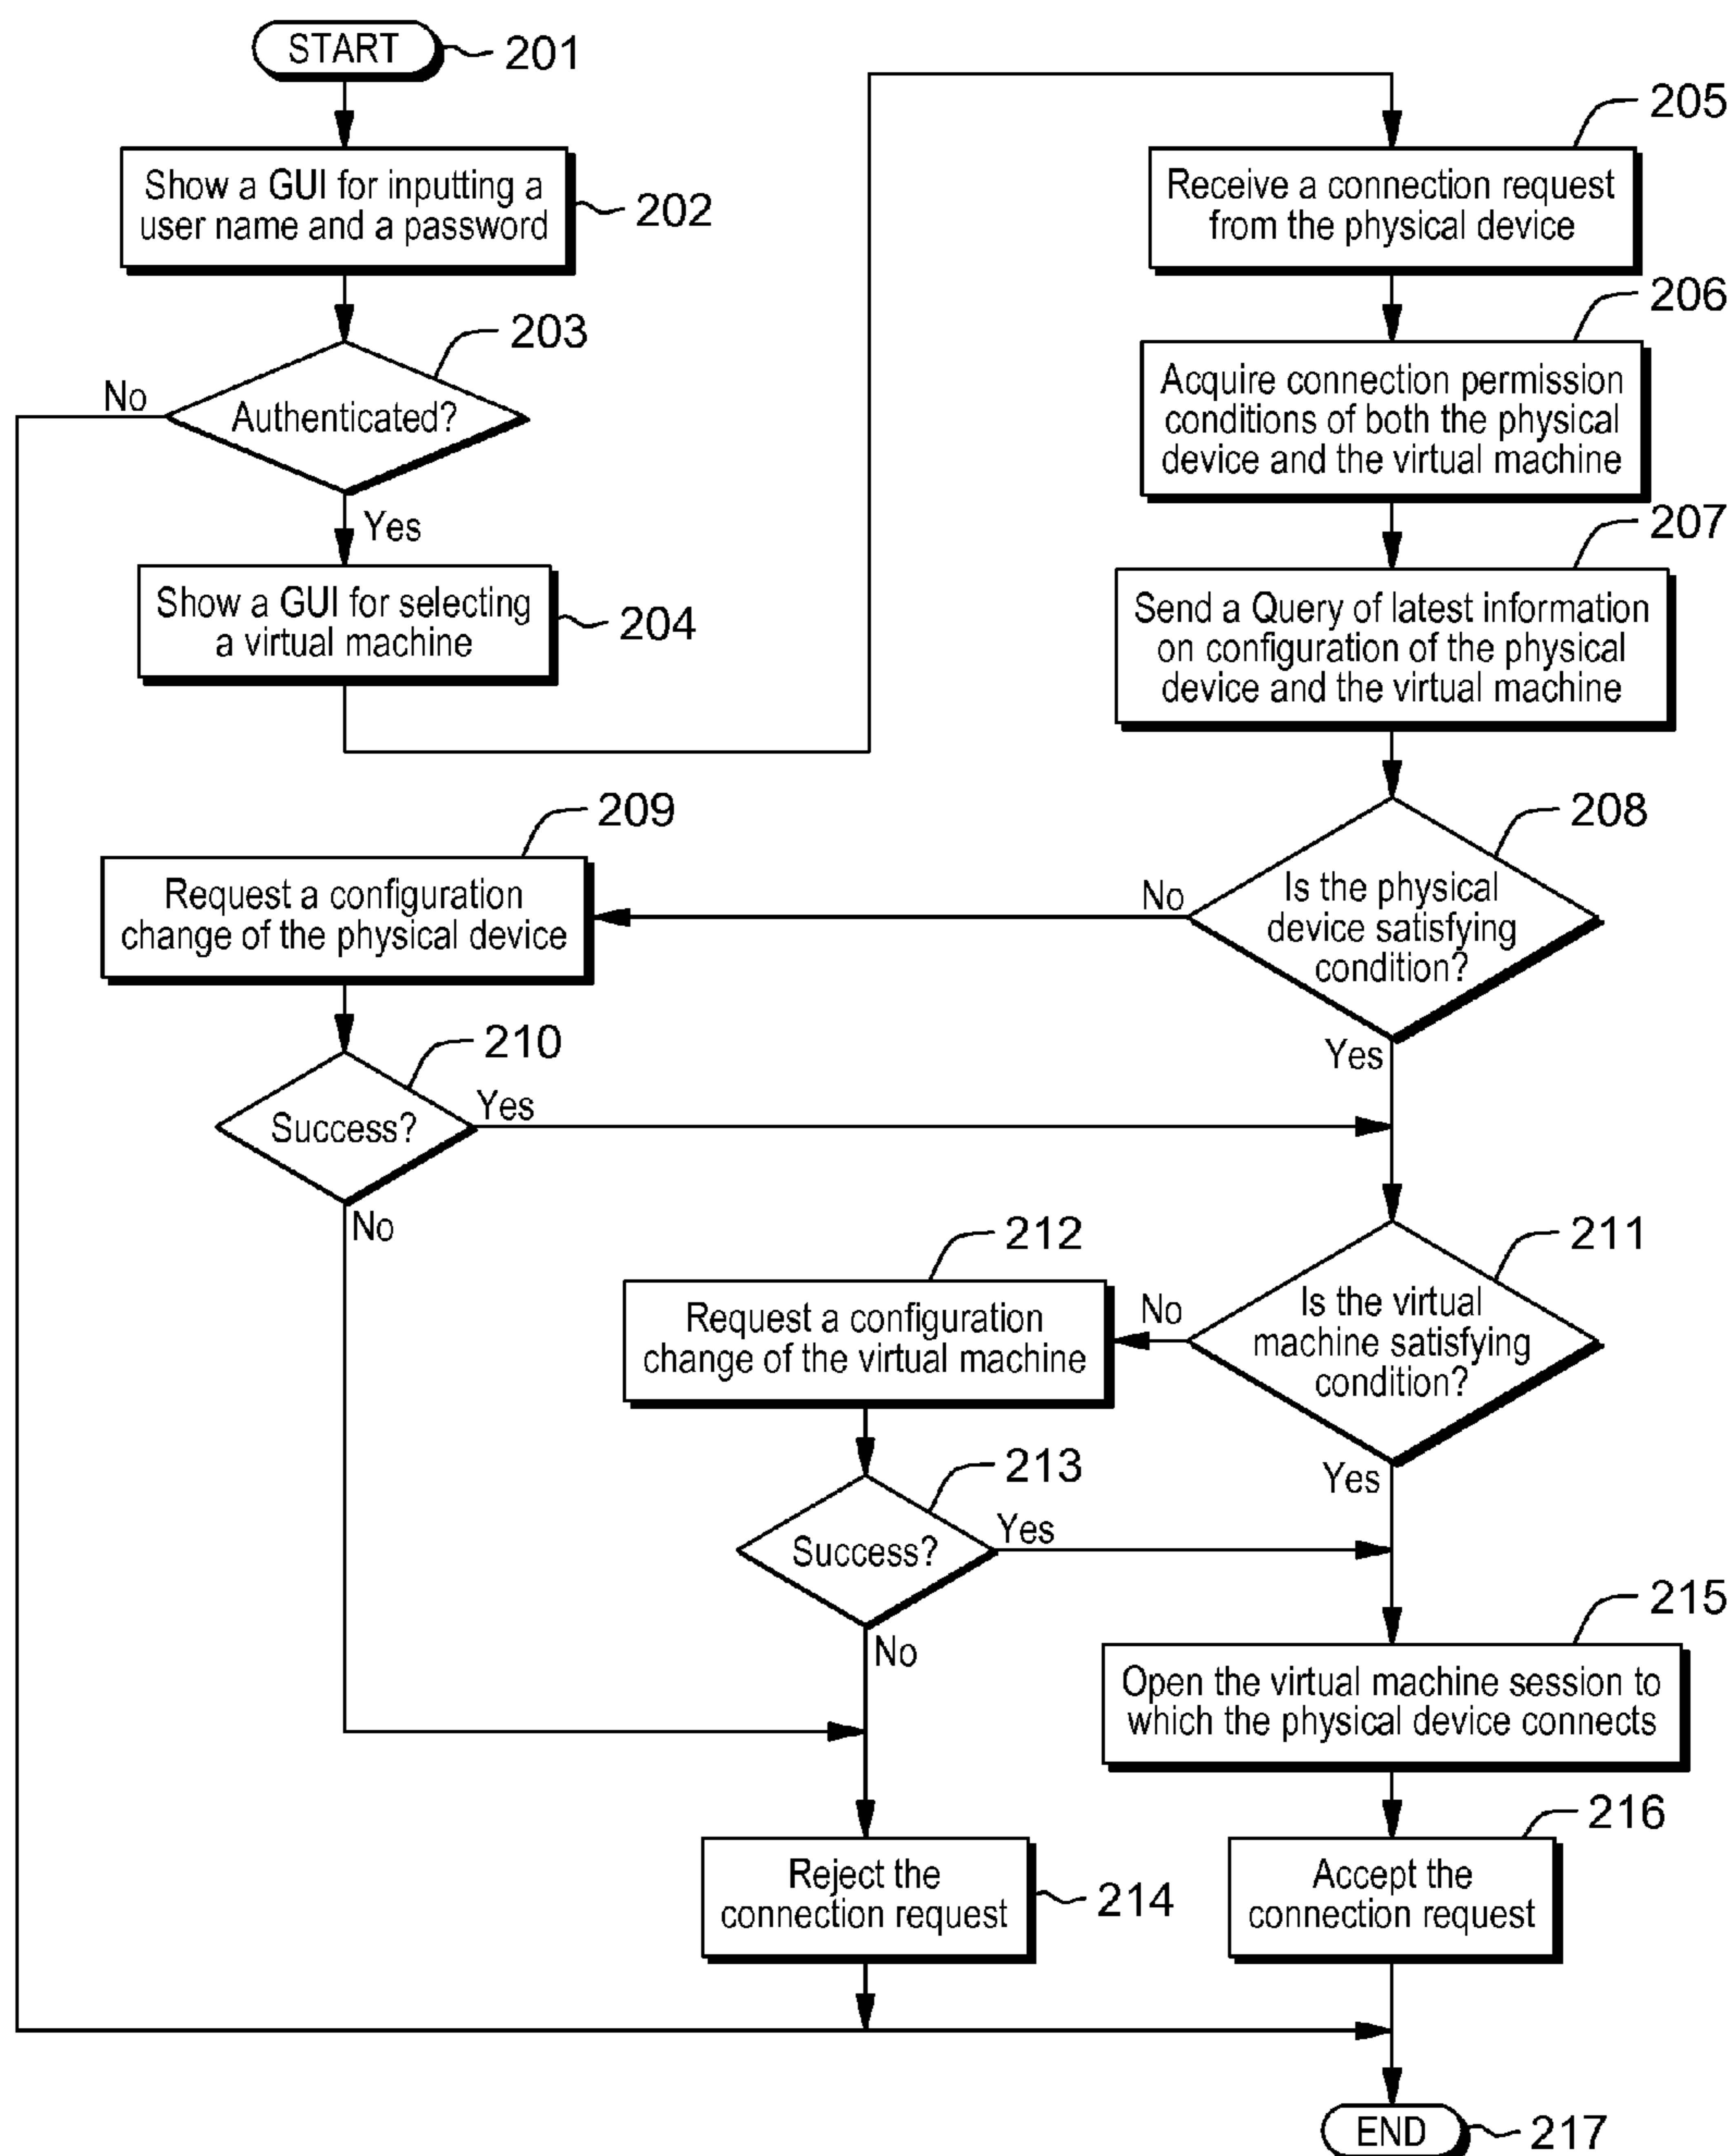 START
201
Show a GUI for inputting a
user name and a password
202
203
Authenticated?
No
Yes
Show a GUI for selecting
a virtual machine
204
205
Receive a connection request
from the physical device
206
Acquire connection permission
conditions of both the physical
device and the virtual machine
207
Send a Query of latest information
on configuration of the physical
device and the virtual machine
208
Is the physical
device satisfying
condition?
No
Yes
209
Request a configuration
change of the physical device
210
Success?
Yes
No
211
Is the virtual
machine satisfying
condition?
No
Yes
212
Request a configuration
change of the virtual machine
213
Success?
Yes
No
215
Open the virtual machine session to
which the physical device connects
Reject the
connection request
214
216
Accept the
connection request
END
217